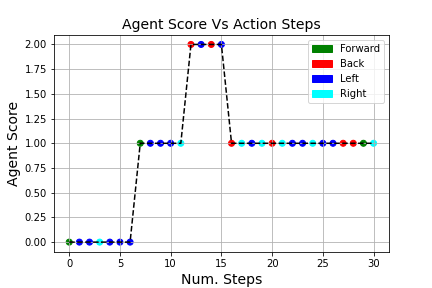 Agent Score Vs Action Steps
Agent Score
2.00
1.75
1.50
1.25
1.00
0.75
0.50
0.25
0.00
Forward
Back
Left
Right
0 5 10 15 20 25 30
Num. Steps